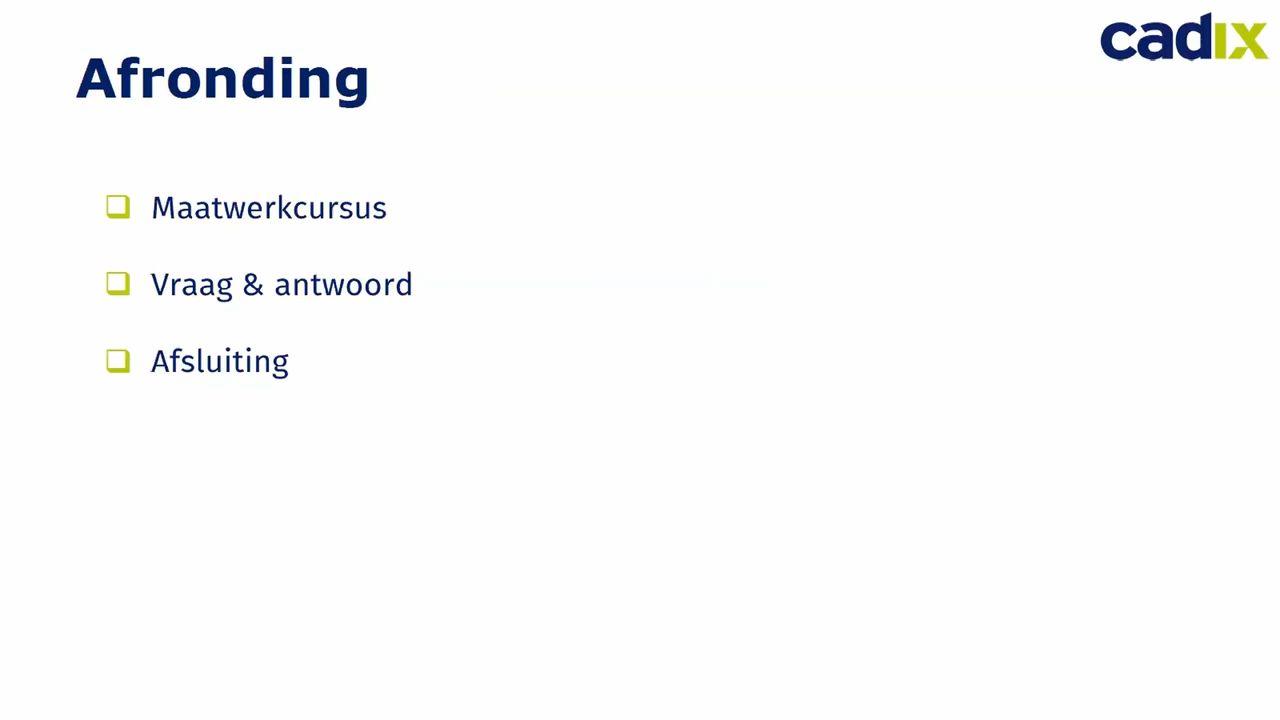 cadix
Afronding
Maatwerkcursus
Vraag & antwoord
Afsluiting